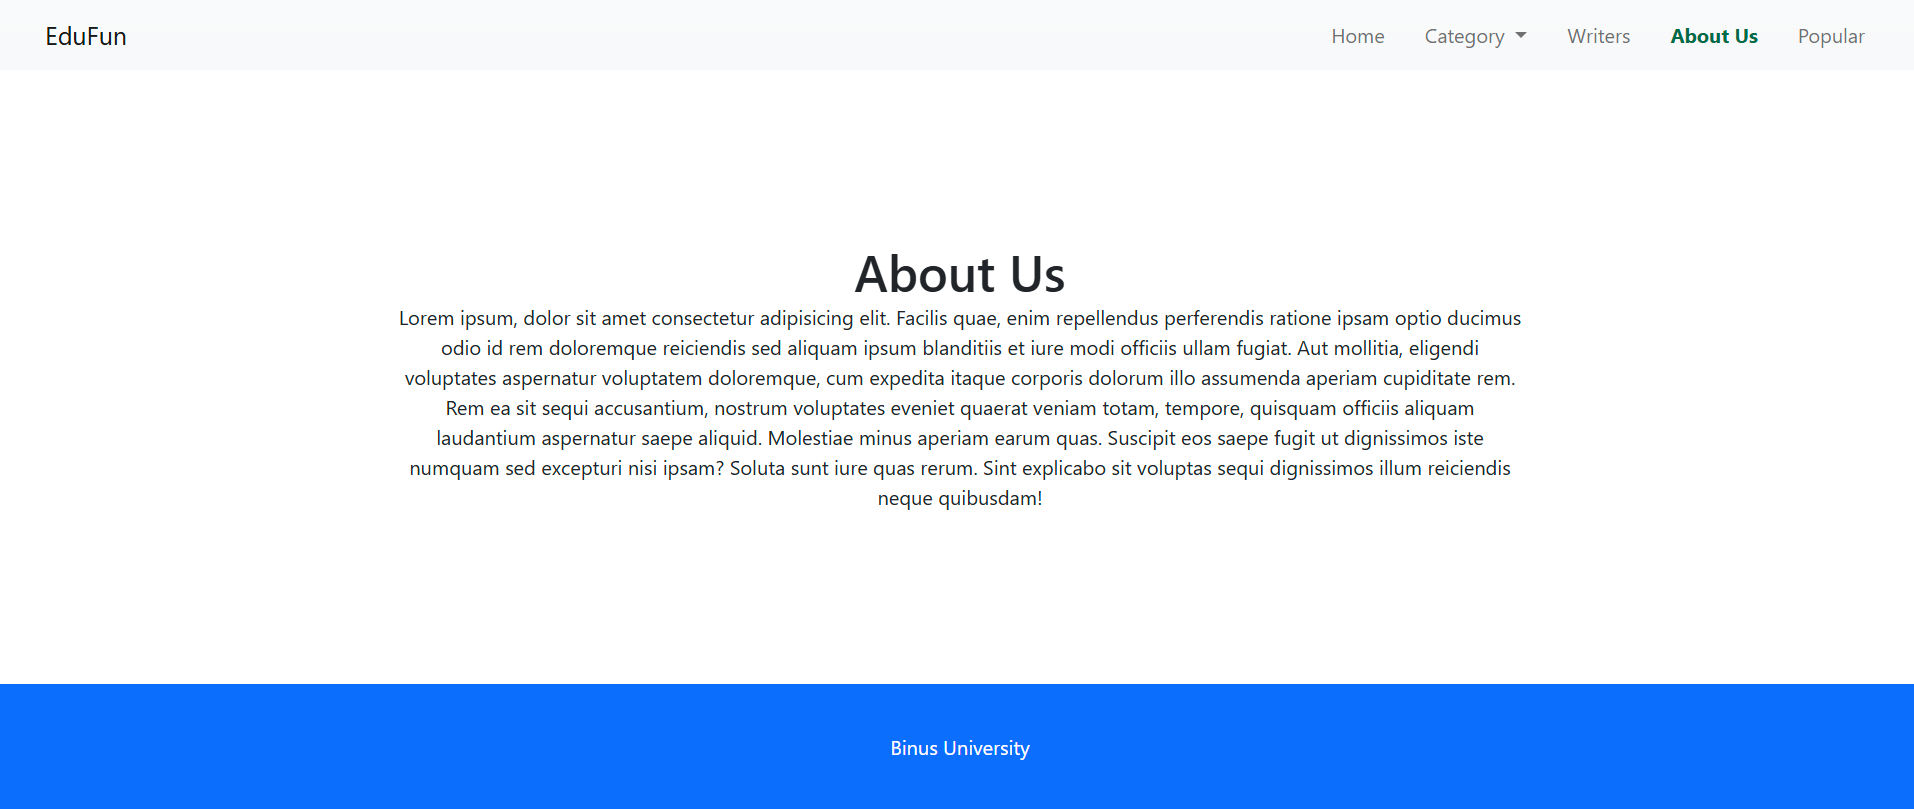 EduFun
Home Category Writers About Us Popular
About Us
Lorem ipsum, dolor sit amet consectetur adipisicing elit. Facilis quae, enim repellendus perferendis ratione ipsam optio ducimus
odio id rem doloremque reiciendis sed aliquam ipsum blanditiis et iure modi officiis ullam fugiat. Aut mollitia, eligendi
voluptates aspernatur voluptatem doloremque, cum expedita itaque corporis dolorum illo assumenda aperiam cupiditate rem.
Rem ea sit sequi accusantium, nostrum voluptates eveniet quaerat veniam totam, tempore, quisquam officiis aliquam
laudantium aspernatur saepe aliquid. Molestiae minus aperiam earum quas. Suscipit eos saepe fugit ut dignissimos iste
numquam sed excepturi nisi ipsam? Soluta sunt iure quas rerum. Sint explicabo sit voluptas sequi dignissimos illum reiciendis
neque quibusdam!
Binus University